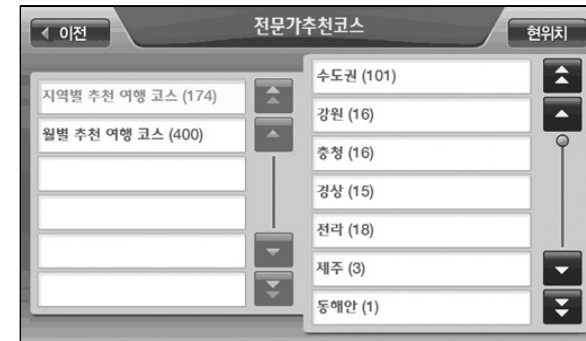 이전
전문가추천코스
현위치
지역별 추천 여행 코스 (174)
월별 추천 여행 코스 (400)
수도권 (101)
강원 (16)
충청 (16)
경상 (15)
전라 (18)
제주 (3)
동해안 (1)